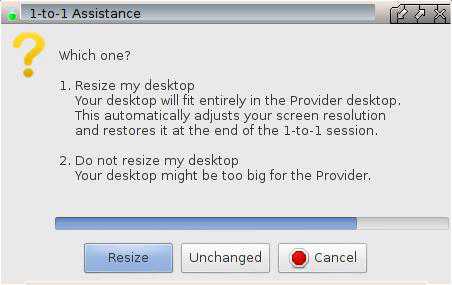 1-to-1 Assistance
Which one?
1. Resize my desktop
Your desktop will fit entirely in the Provider desktop.
This automatically adjusts your screen resolution
and restores it at the end of the 1-to-1 session.
2. Do not resize my desktop
Your desktop might be too big for the Provider.
Resize
Unchanged
Cancel